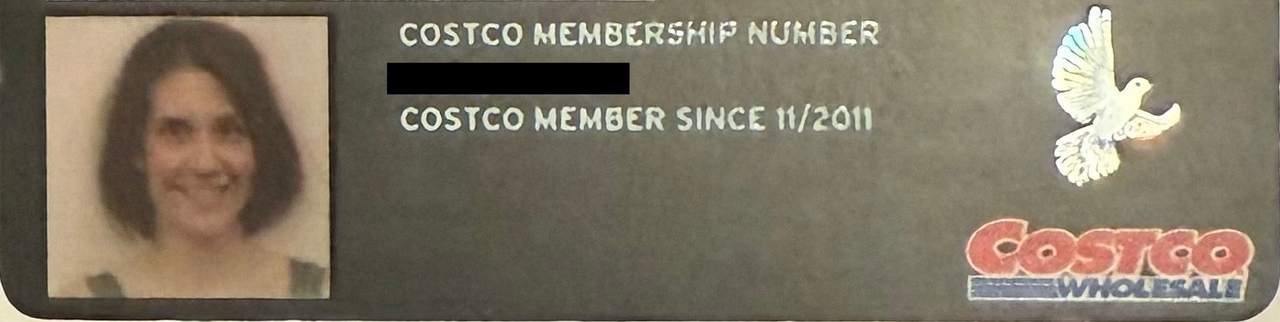 COSTCO MEMBERSHIP NUMBER
COSTCO MEMBER SINCE 11/2011
COSTCO
WHOLESALE